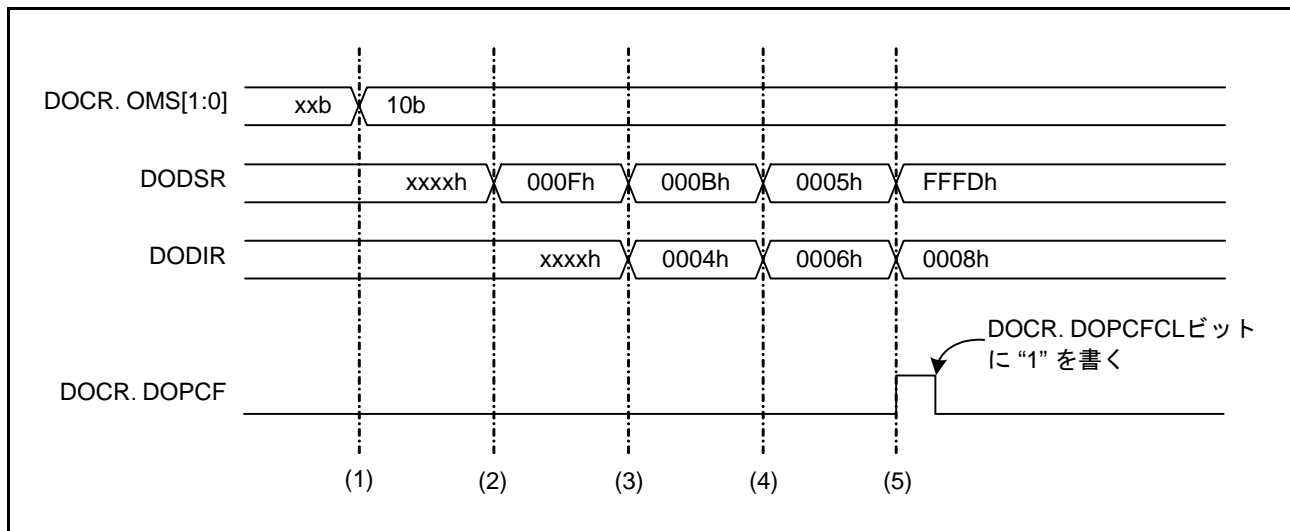 DOCR. OMS[1:0] xxb 10b
DODSR xxxxh 000Fh 000Bh 0005h FFFDh
DODIR xxxxh 0004h 0006h 0008h
DOCR. DOPCFCLビット
に “1” を書く
DOCR. DOPCF
(1) (2) (3) (4) (5)